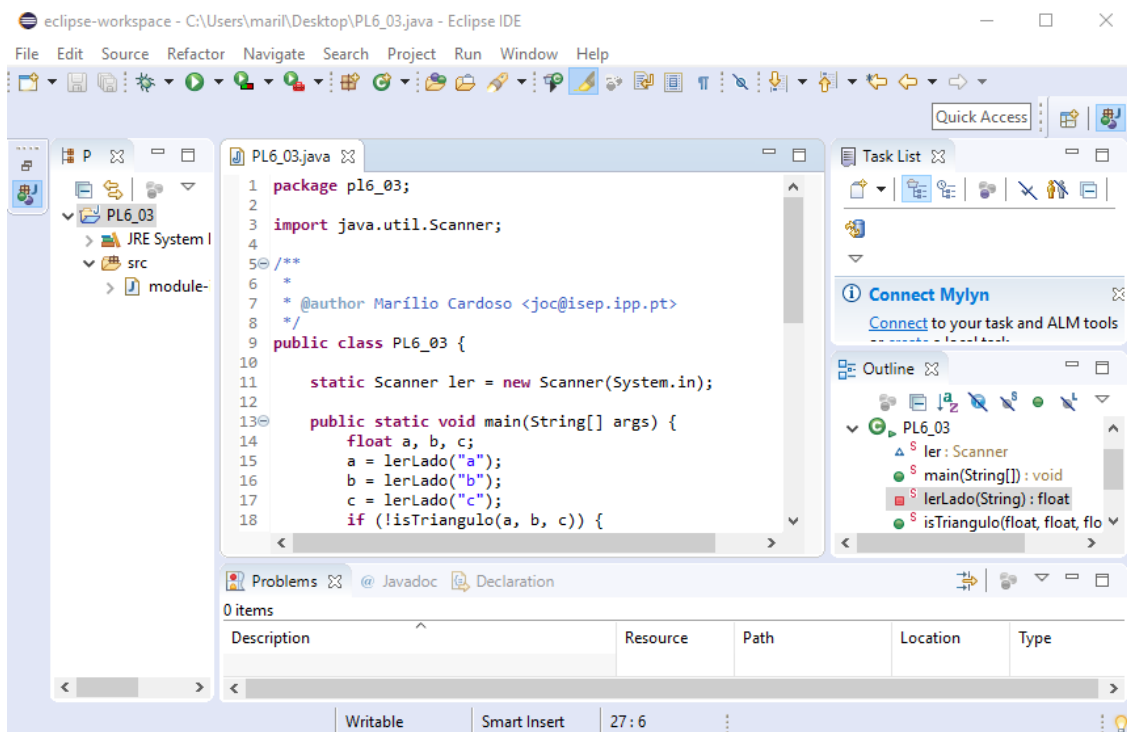 eclipse-workspace - C:\Users\maril\Desktop\PL6_03.java - Eclipse IDE
File Edit Source Refactor Navigate Search Project Run Window Help
Quick Access
P
PL6_03
JRE System l
src
module-
PL6_03.java
1 package pl6_03;
2
3 import java.util.Scanner;
4
5 /**
6 *
7 * @author Marílio Cardoso <joc@isep.ipp.pt>
8 */
9 public class PL6_03 {
10
11 static Scanner ler = new Scanner(System.in);
12
13 public static void main(String[] args) {
14 float a, b, c;
15 a = lerLado("a");
16 b = lerLado("b");
17 c = lerLado("c");
18 if (!isTriangulo(a, b, c)) {
Task List
Connect Mylyn
Connect to your task and ALM tools
Outline
PL6_03
ler : Scanner
main(String[]) : void
lerLado(String) : float
isTriangulo(float, float, flo
Problems @ Javadoc Declaration
0 items
Description Resource Path Location Type
Writable Smart Insert 27 : 6